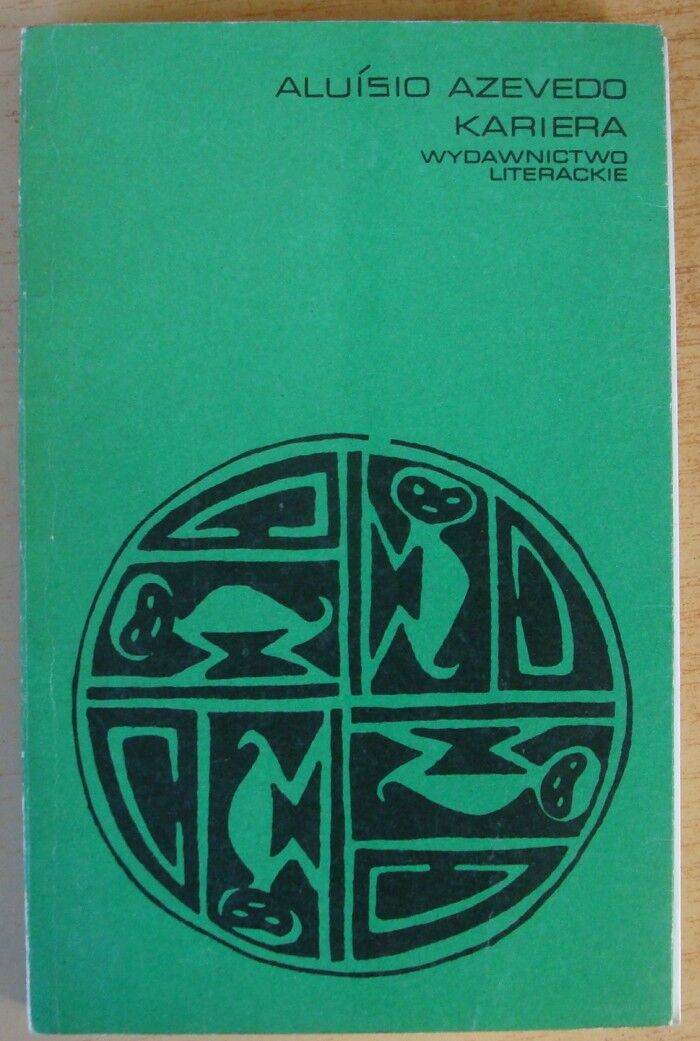 ALUÍSIO AZEVEDO
KARIERA
WYDAWNICTWO
LITERACKIE